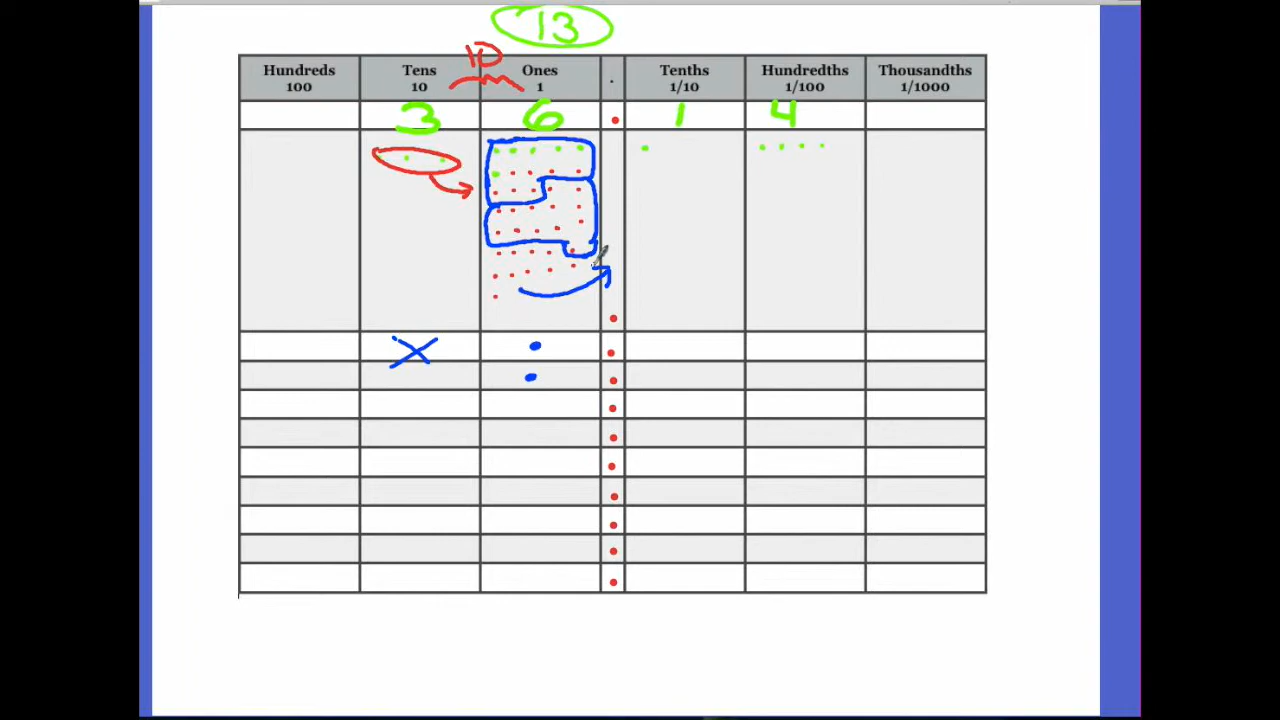 13
10
Hundreds Tens Ones . Tenths Hundredths Thousandths
100 10 1 1/10 1/100 1/1000
3 6 . 1 4